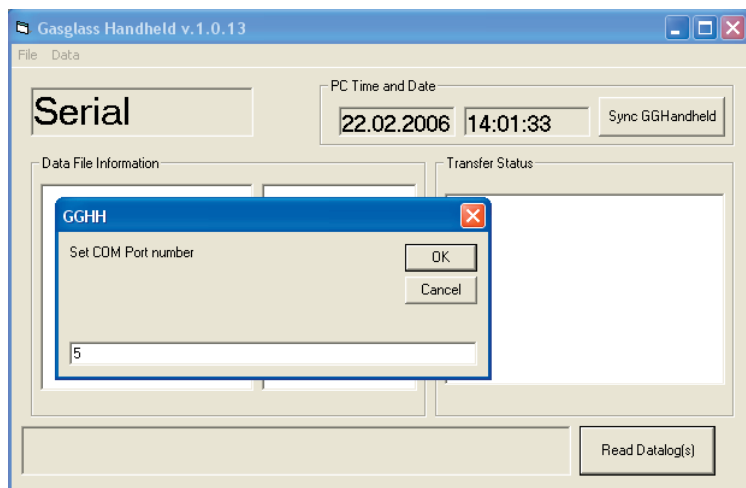 Gasglass Handheld v.1.0.13
File Data
Serial
PC Time and Date
22.02.2006 14:01:33
Sync GGHandheld
Data File Information
Transfer Status
GGHH
Set COM Port number
OK
Cancel
5
Read Datalog(s)